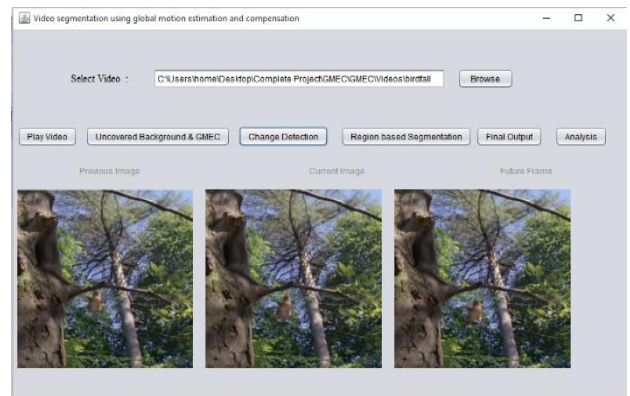 Video segmentation using global motion estimation and compensation
Select Video :
C:\Users\home\Desktop\Complete Project\GMEC\GMEC\Videos\birdfall
Browse
Play Video
Uncovered Background & GMEC
Change Detection
Region based Segmentation
Final Output
Analysis
Previous Image
Current Image
Future Frame